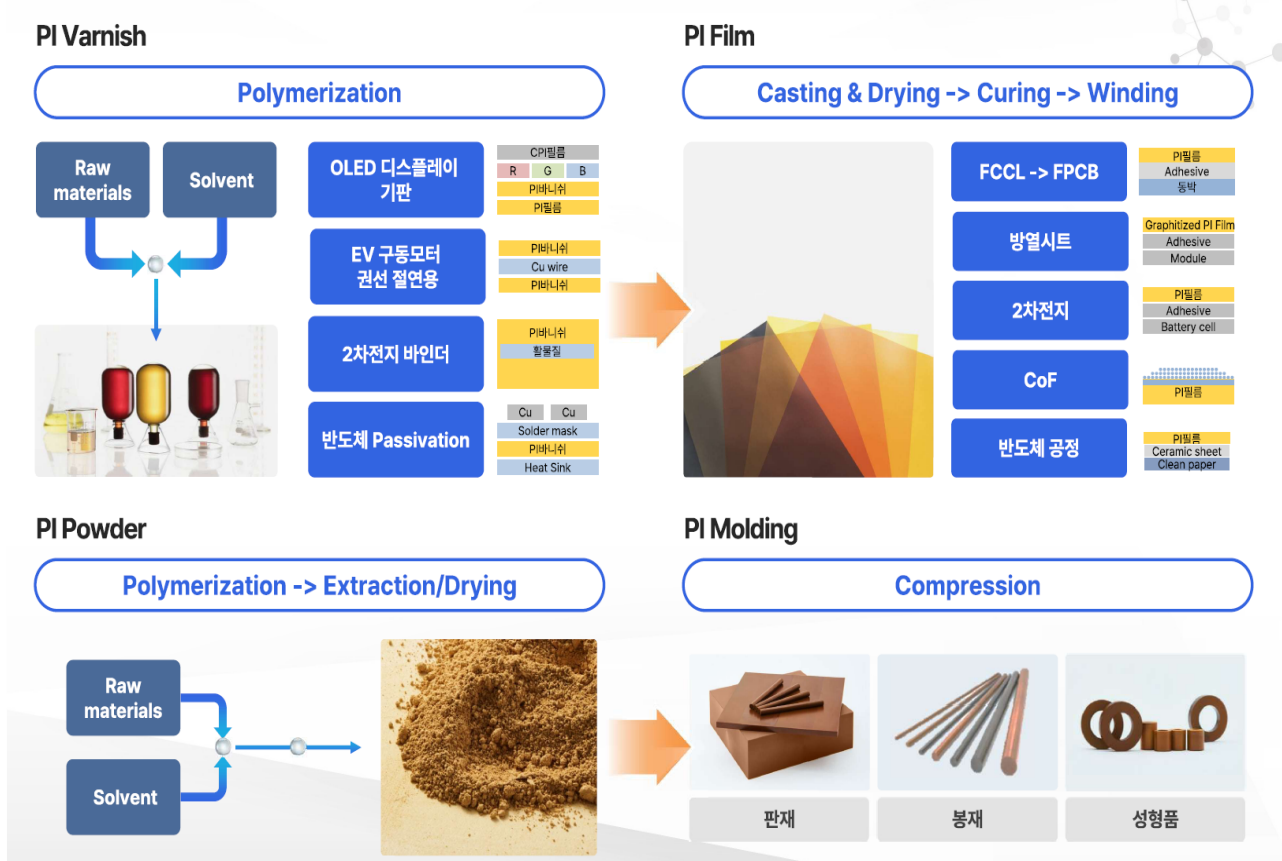 PI Varnish
Polymerization
Raw
materials
Solvent
OLED 디스플레이
기판
CPI필름
R G B
PI바니쉬
PI필름
EV 구동모터
권선 절연용
PI바니쉬
Cu wire
PI바니쉬
2차전지 바인더
PI바니쉬
활물질
반도체 Passivation
Cu Cu
Solder mask
PI바니쉬
Heat Sink
PI Film
Casting & Drying -> Curing -> Winding
FCCL -> FPCB
PI필름
Adhesive
동박
방열시트
Graphitized PI Film
Adhesive
Module
2차전지
PI필름
Adhesive
Battery cell
CoF
PI필름
반도체 공정
PI필름
Ceramic sheet
Clean paper
PI Powder
Polymerization -> Extraction/Drying
Raw
materials
Solvent
PI Molding
Compression
판재
봉재
성형품